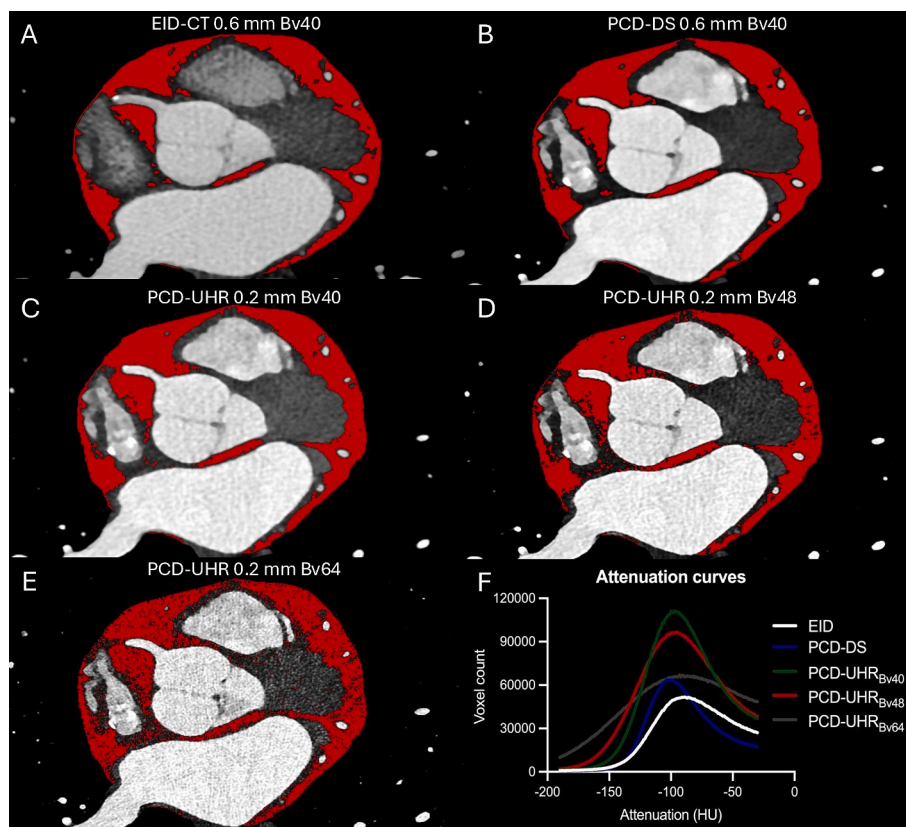 A
EID-CT 0.6 mm Bv40
B
PCD-DS 0.6 mm Bv40
C
PCD-UHR 0.2 mm Bv40
D
PCD-UHR 0.2 mm Bv48
E
PCD-UHR 0.2 mm Bv64
F
Attenuation curves
Voxel count
120000
90000
60000
30000
0
-200
-150
-100
-50
0
Attenuation (HU)
EID
PCD-DS
PCD-UHRBv40
PCD-UHRBv48
PCD-UHRBv64